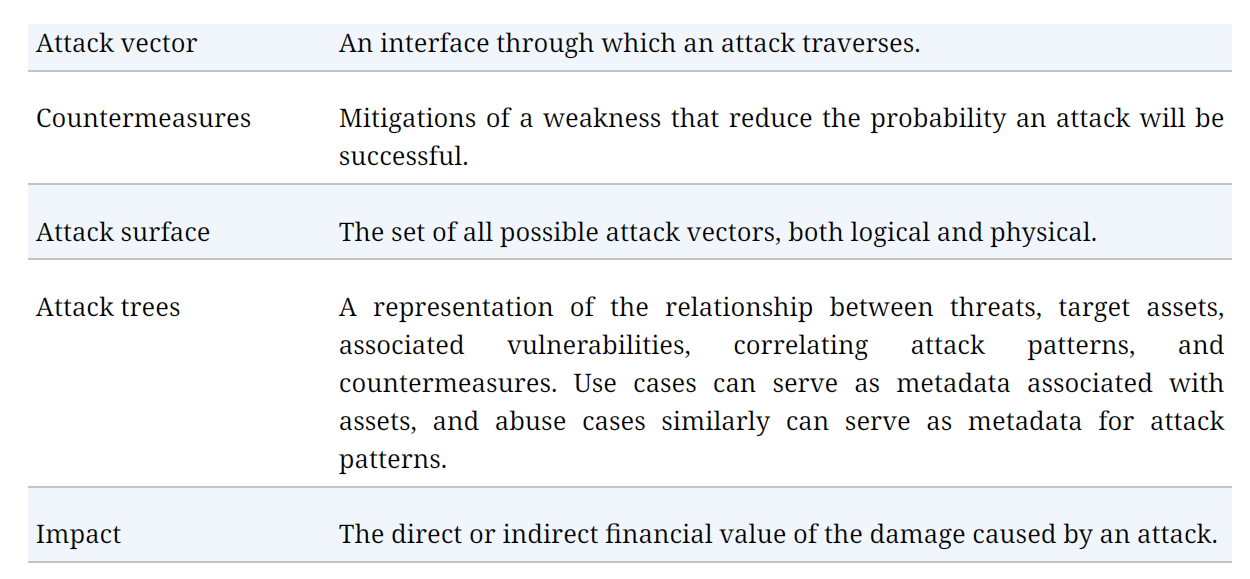 Attack vector An interface through which an attack traverses.
Countermeasures Mitigations of a weakness that reduce the probability an attack will be
successful.
Attack surface The set of all possible attack vectors, both logical and physical.
Attack trees A representation of the relationship between threats, target assets,
associated vulnerabilities, correlating attack patterns, and
countermeasures. Use cases can serve as metadata associated with
assets, and abuse cases similarly can serve as metadata for attack
patterns.
Impact The direct or indirect financial value of the damage caused by an attack.